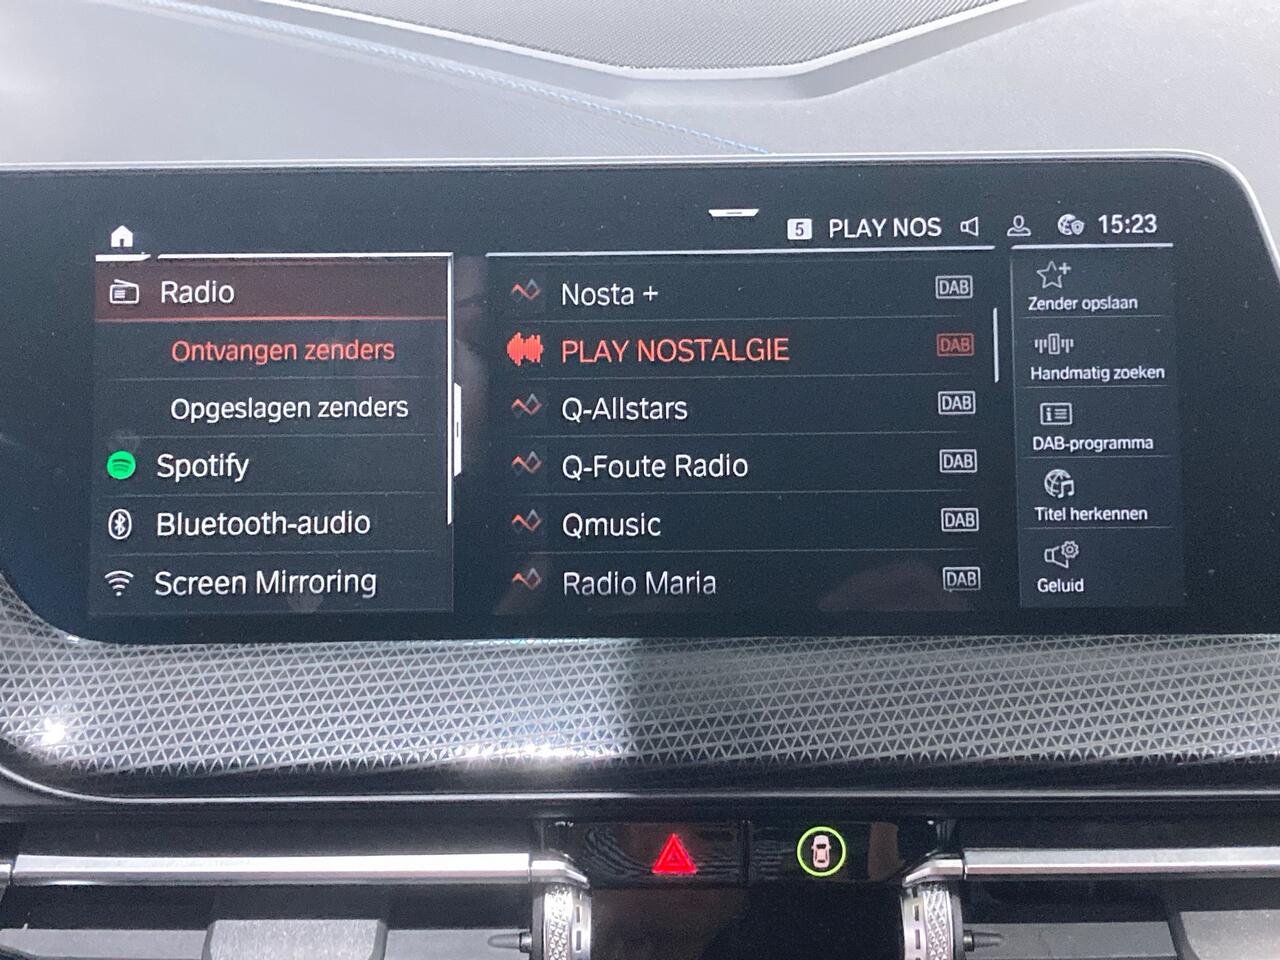 5 PLAY NOS 15:23
Radio
Ontvangen zenders
Opgeslagen zenders
Spotify
Bluetooth-audio
Screen Mirroring
Nosta + DAB
PLAY NOSTALGIE DAB
Q-Allstars DAB
Q-Foute Radio DAB
Qmusic DAB
Radio Maria DAB
Zender opslaan
Handmatig zoeken
DAB-programma
Titel herkennen
Geluid